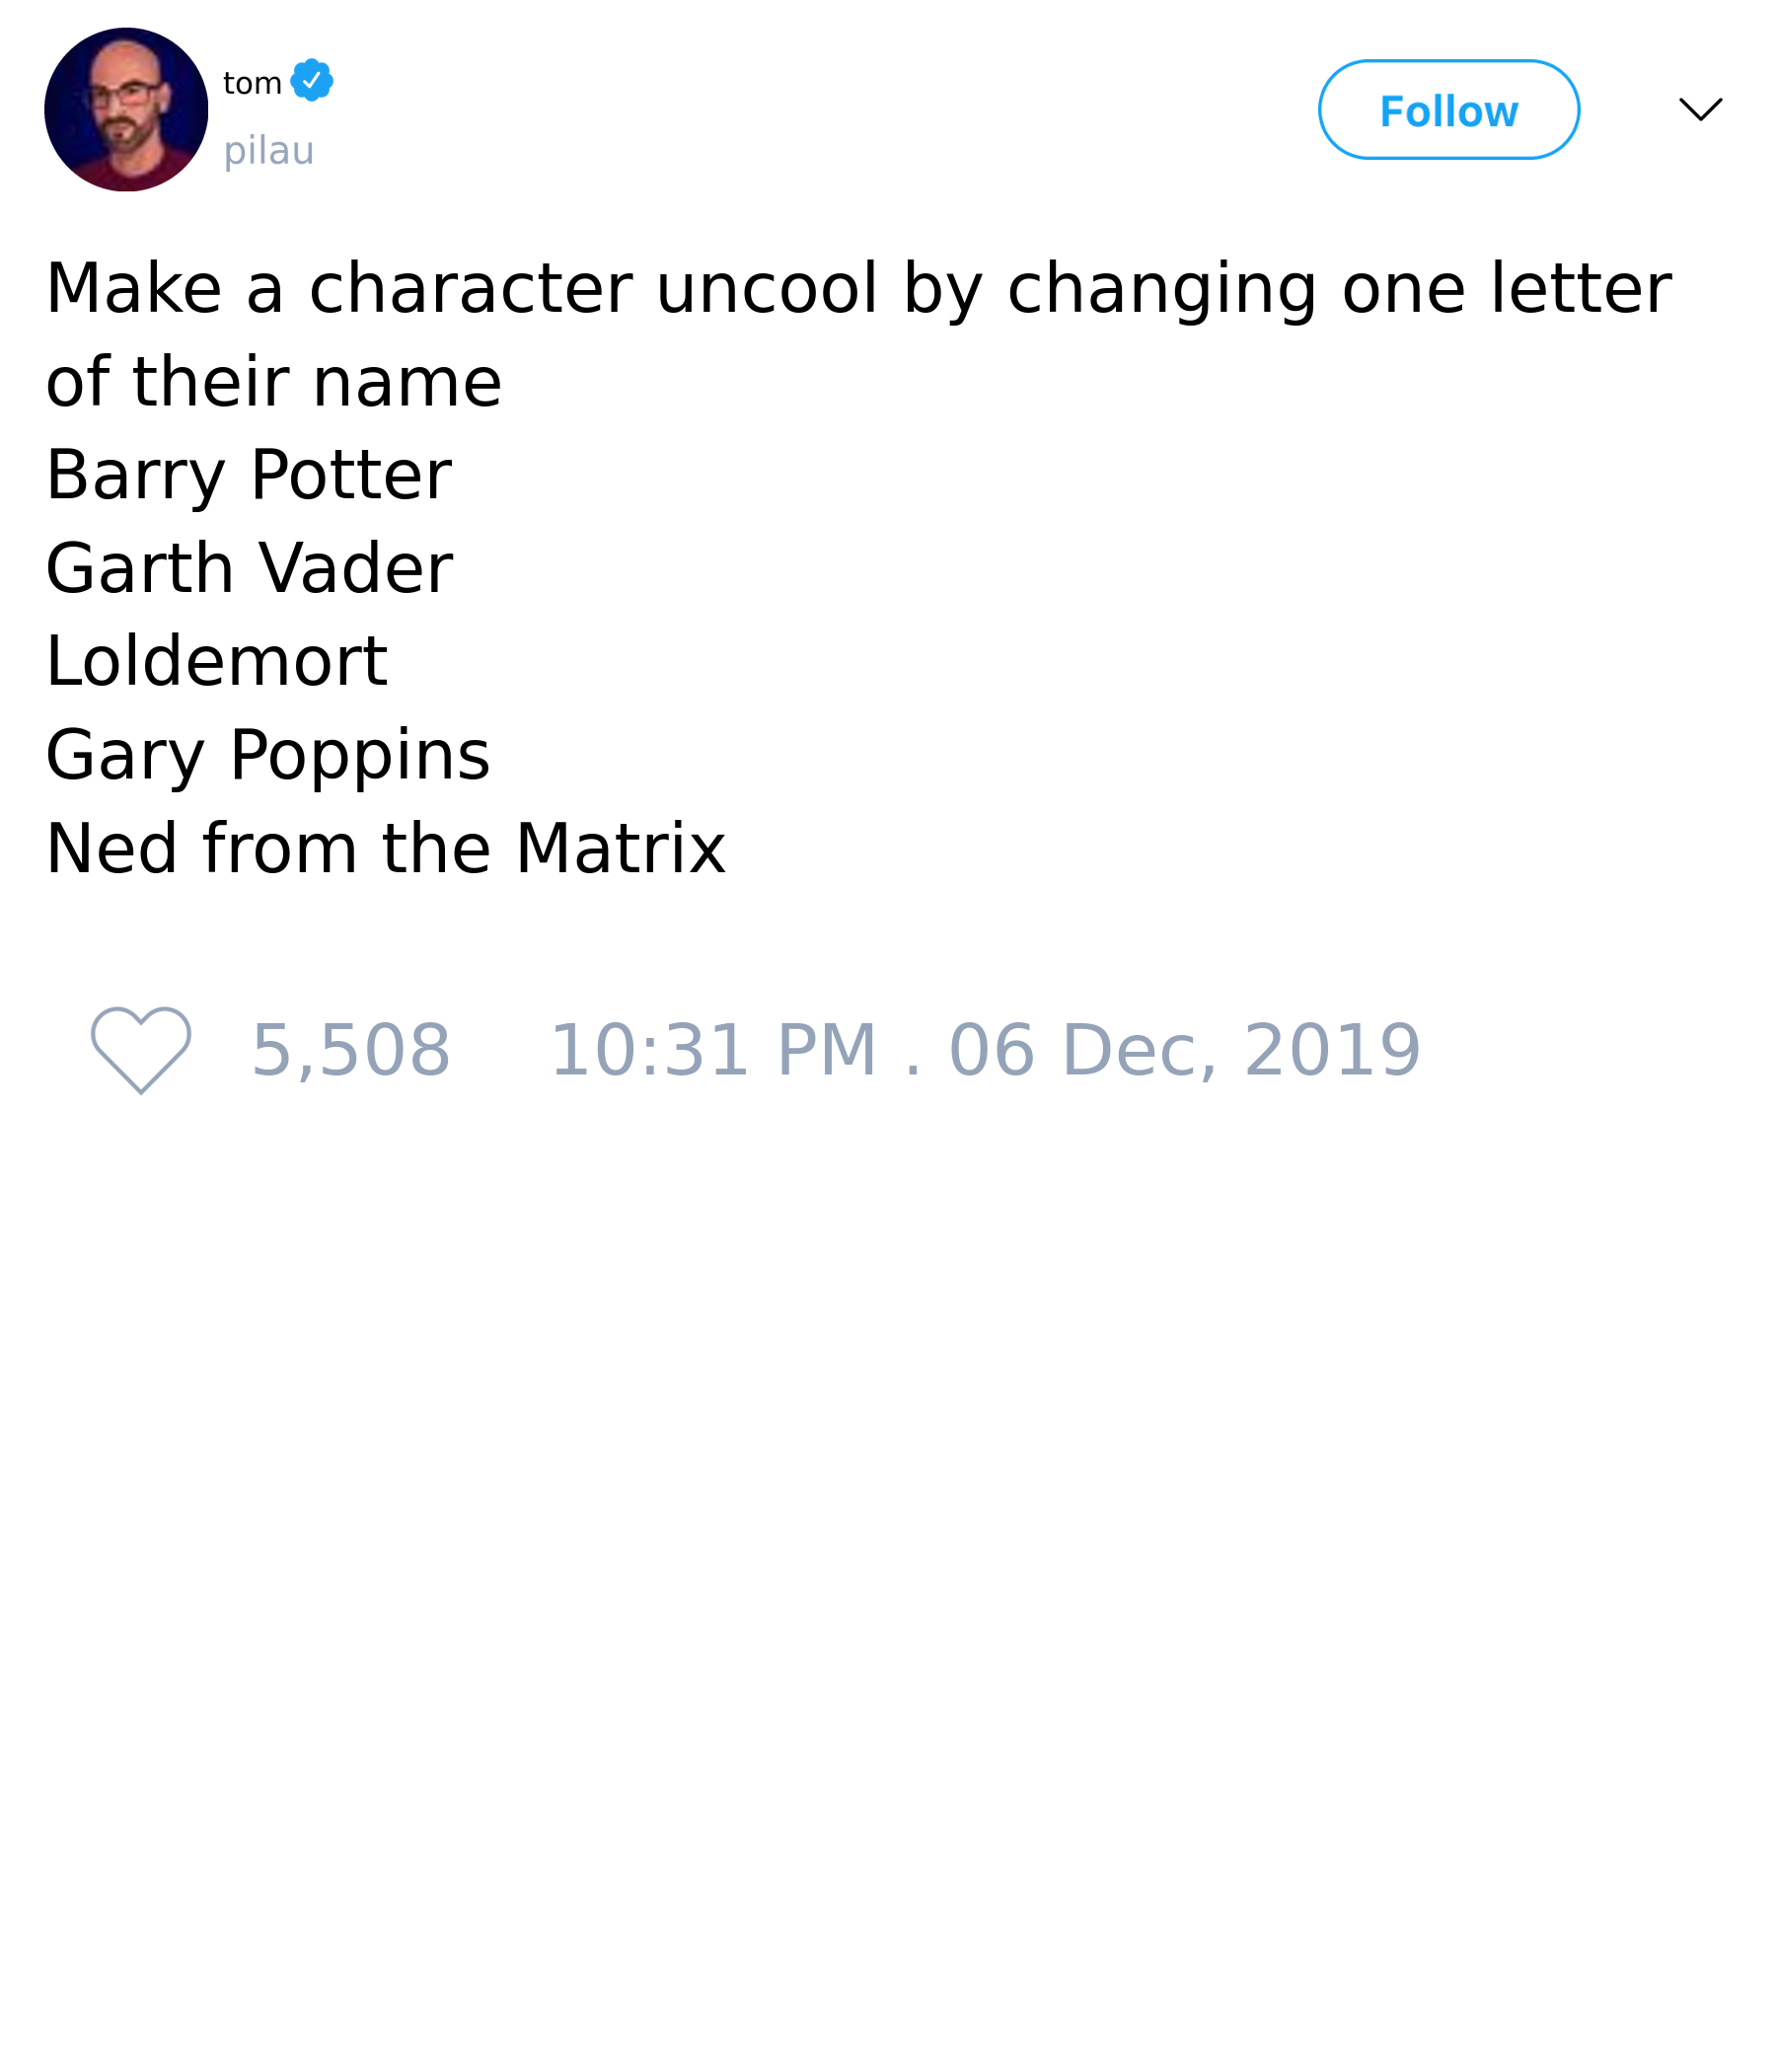 tom
pilau
Follow
Make a character uncool by changing one letter
of their name
Barry Potter
Garth Vader
Loldemort
Gary Poppins
Ned from the Matrix
5,508 10:31 PM . 06 Dec, 2019